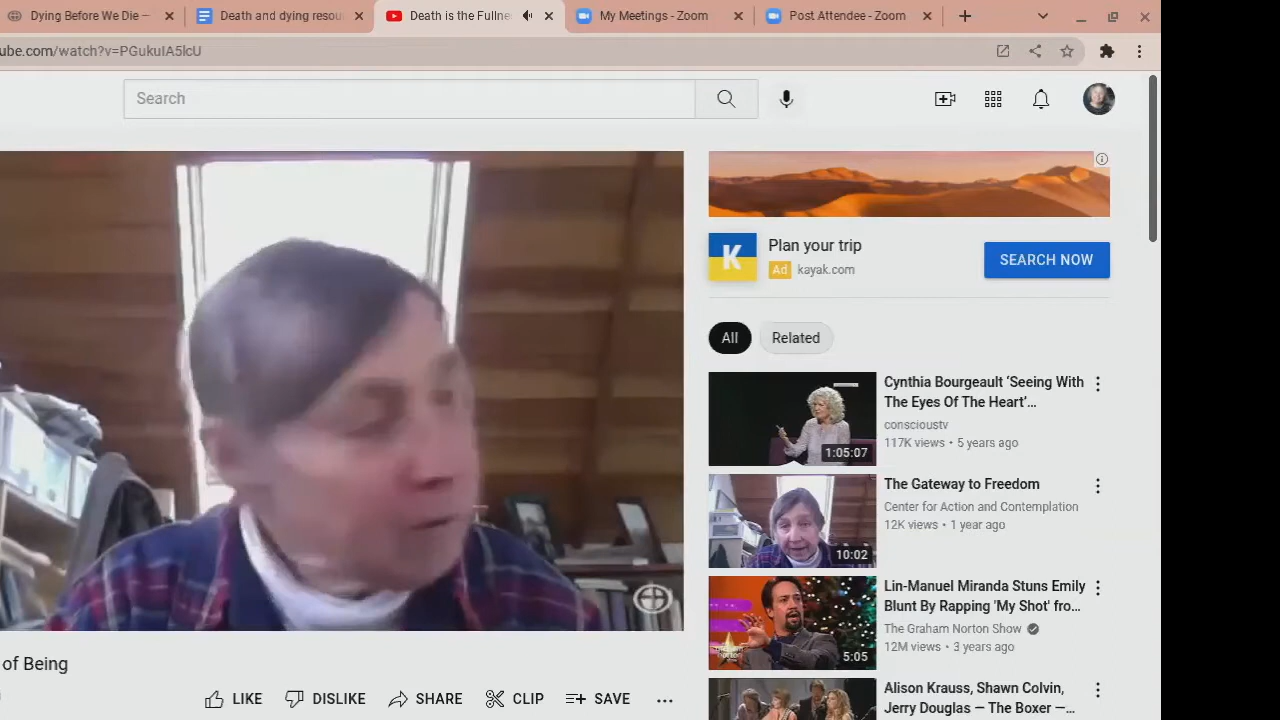 Dying Before We Die —
Death and dying resou
Death is the Fullne
My Meetings - Zoom
Post Attendee - Zoom
ube.com/watch?v=PGukuIA5lcU
Search
K
Plan your trip
Ad kayak.com
SEARCH NOW
All
Related
Cynthia Bourgeault ‘Seeing With
The Eyes Of The Heart’...
conscioustv
117K views • 5 years ago
1:05:07
The Gateway to Freedom
Center for Action and Contemplation
12K views • 1 year ago
10:02
Lin-Manuel Miranda Stuns Emily
Blunt By Rapping 'My Shot' fro...
The Graham Norton Show
12M views • 3 years ago
5:05
Alison Krauss, Shawn Colvin,
Jerry Douglas — The Boxer —...
of Being
LIKE
DISLIKE
SHARE
CLIP
SAVE